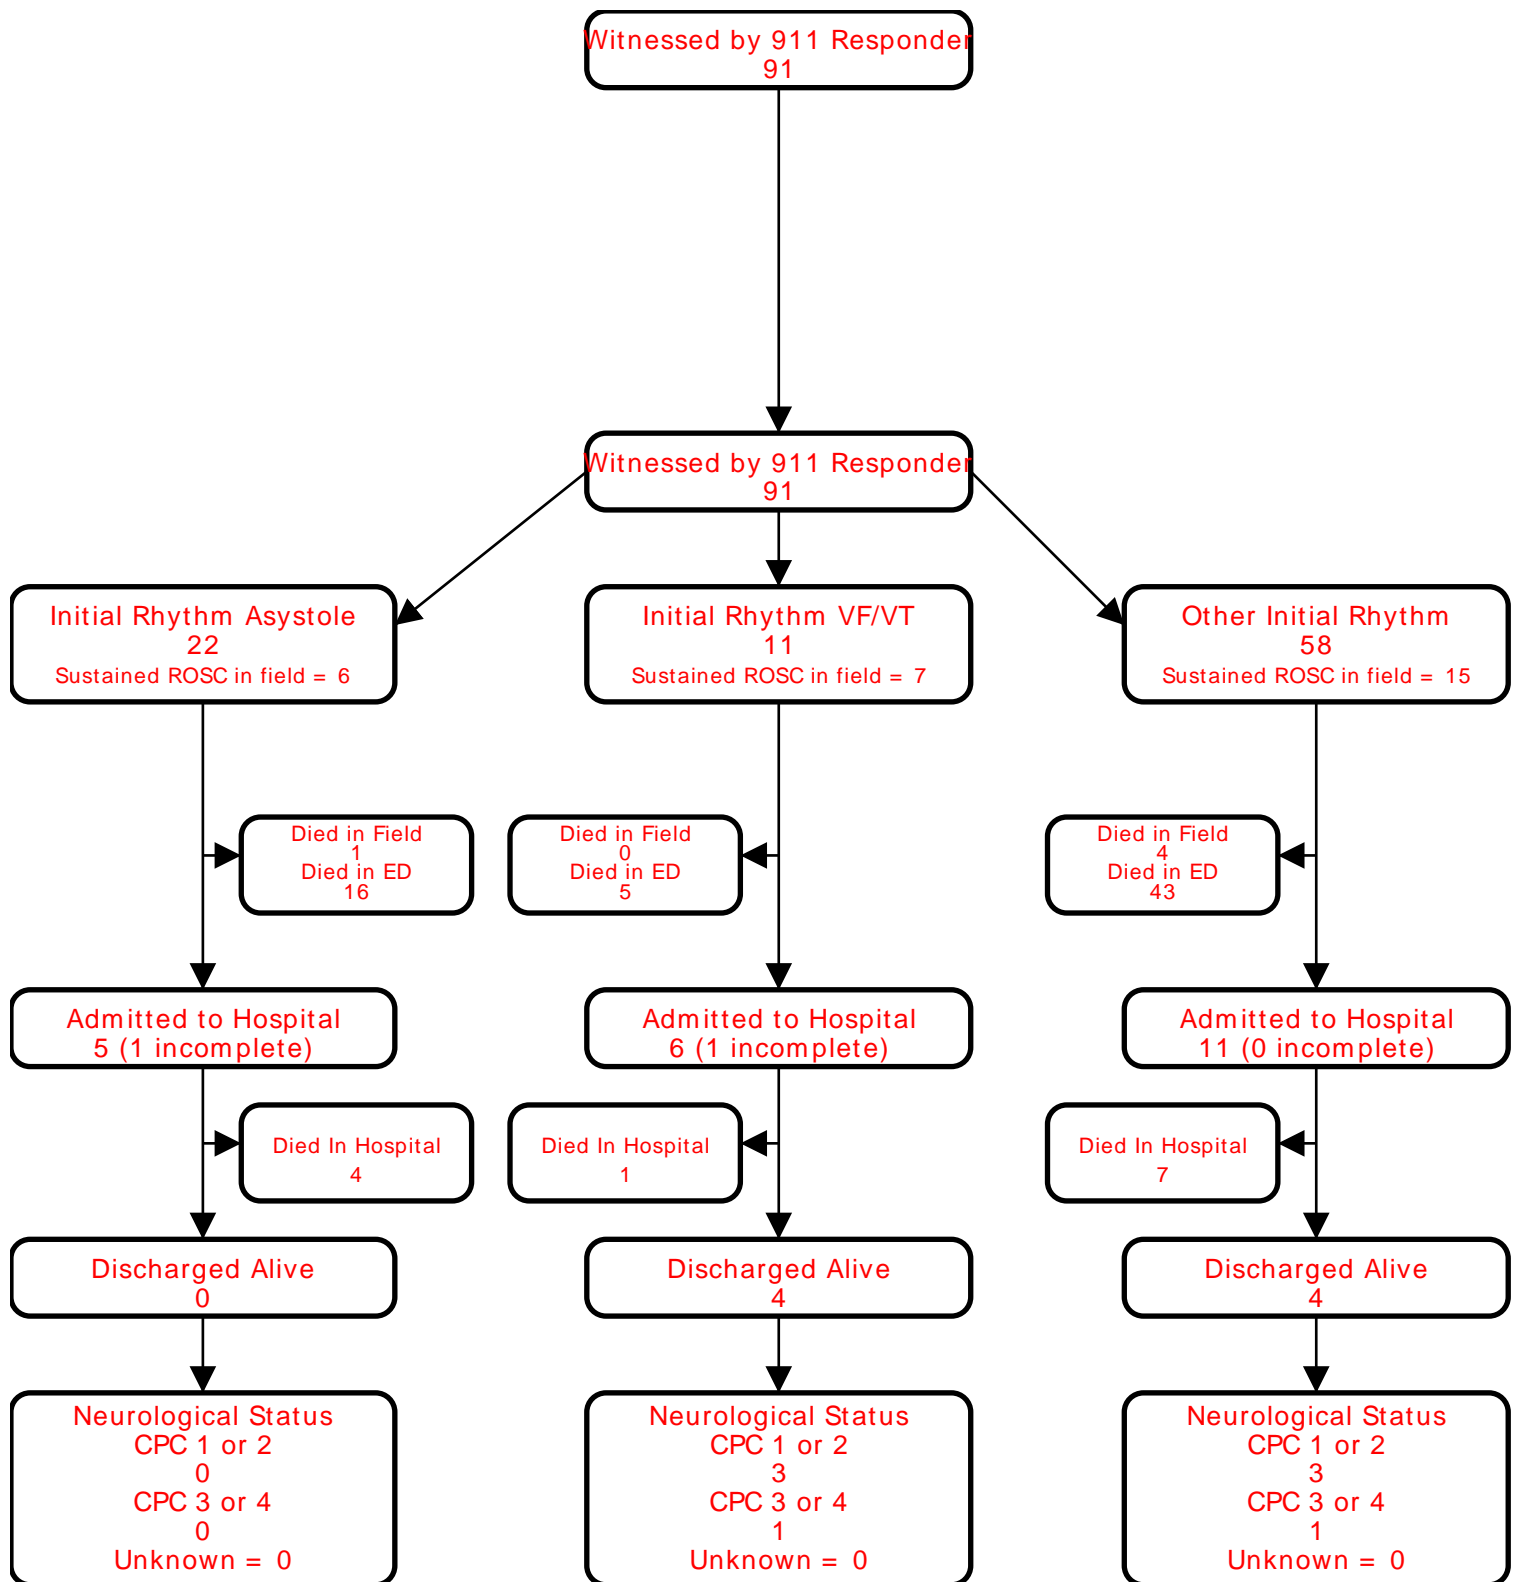 Witnessed by 911 Responder
91
Witnessed by 911 Responder
91
Initial Rhythm Asystole
22
Sustained ROSC in field = 6
Initial Rhythm VF/VT
11
Sustained ROSC in field = 7
Other Initial Rhythm
58
Sustained ROSC in field = 15
Died in Field
1
Died in ED
16
Died in Field
0
Died in ED
5
Died in Field
4
Died in ED
43
Admitted to Hospital
5 (1 incomplete)
Admitted to Hospital
6 (1 incomplete)
Admitted to Hospital
11 (0 incomplete)
Died In Hospital
4
Died In Hospital
1
Died In Hospital
7
Discharged Alive
0
Discharged Alive
4
Discharged Alive
4
Neurological Status
CPC 1 or 2
0
CPC 3 or 4
0
Unknown = 0
Neurological Status
CPC 1 or 2
3
CPC 3 or 4
1
Unknown = 0
Neurological Status
CPC 1 or 2
3
CPC 3 or 4
1
Unknown = 0